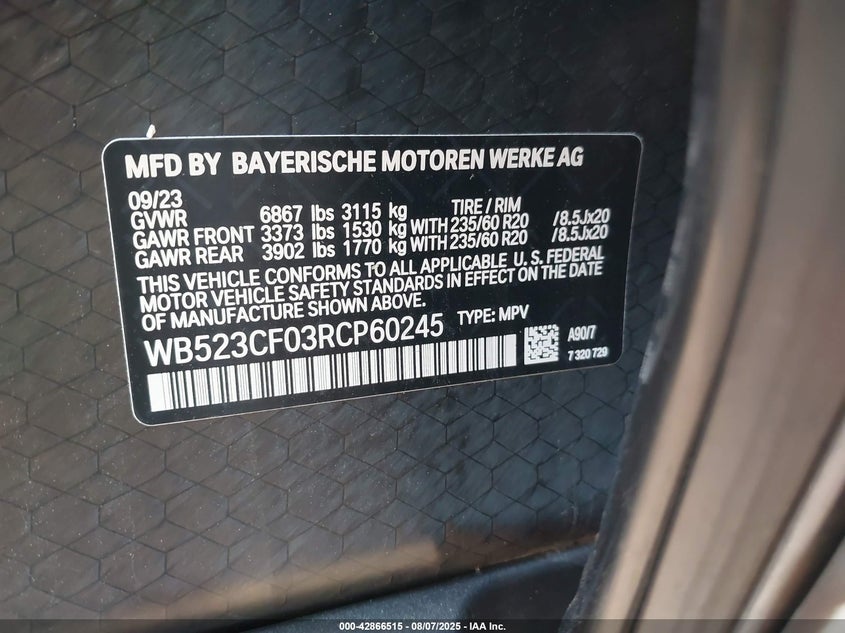 MFD BY BAYERISCHE MOTOREN WERKE AG
09/23
GVWR 6867 lbs 3115 kg TIRE / RIM
GAWR FRONT 3373 lbs 1530 kg WITH 235/60 R20 /8.5Jx20
GAWR REAR 3902 lbs 1770 kg WITH 235/60 R20 /8.5Jx20
THIS VEHICLE CONFORMS TO ALL APPLICABLE U.S. FEDERAL
MOTOR VEHICLE SAFETY STANDARDS IN EFFECT ON THE DATE
OF MANUFACTURE SHOWN ABOVE.
WB523CF03RCP60245 TYPE: MPV
A90/7
7 320 729
000-42866515 | 08/07/2025 - IAA Inc.